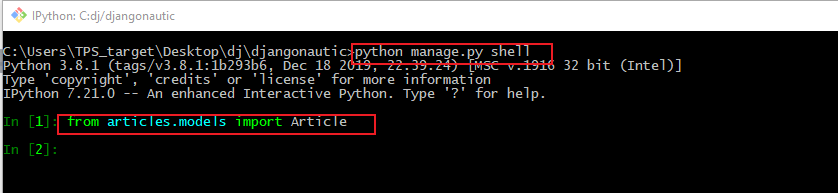 IPython: C:dj/djangonautic
C:\Users\TPS_target\Desktop\dj\djangonautic>python manage.py shell
Python 3.8.1 (tags/v3.8.1:1b293b6, Dec 18 2019, 22:39:24) [MSC v.1916 32 bit (Intel)]
Type 'copyright', 'credits' or 'license' for more information
IPython 7.21.0 -- An enhanced Interactive Python. Type '?' for help.
In [1]: from articles.models import Article
In [2]: